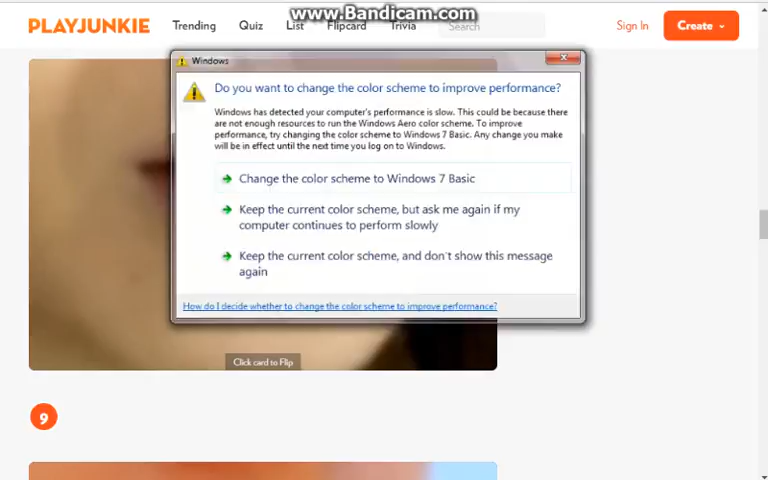 www.Bandicam.com
PLAYJUNKIE Trending Quiz List Flipcard Trivia Search Sign In Create
Windows
Do you want to change the color scheme to improve performance?
Windows has detected your computer's performance is slow. This could be because there
are not enough resources to run the Windows Aero color scheme. To improve
performance, try changing the color scheme to Windows 7 Basic. Any change you make
will be in effect until the next time you log on to Windows.
Change the color scheme to Windows 7 Basic
Keep the current color scheme, but ask me again if my
computer continues to perform slowly
Keep the current color scheme, and don't show this message
again
How do I decide whether to change the color scheme to improve performance?
Click card to Flip
9